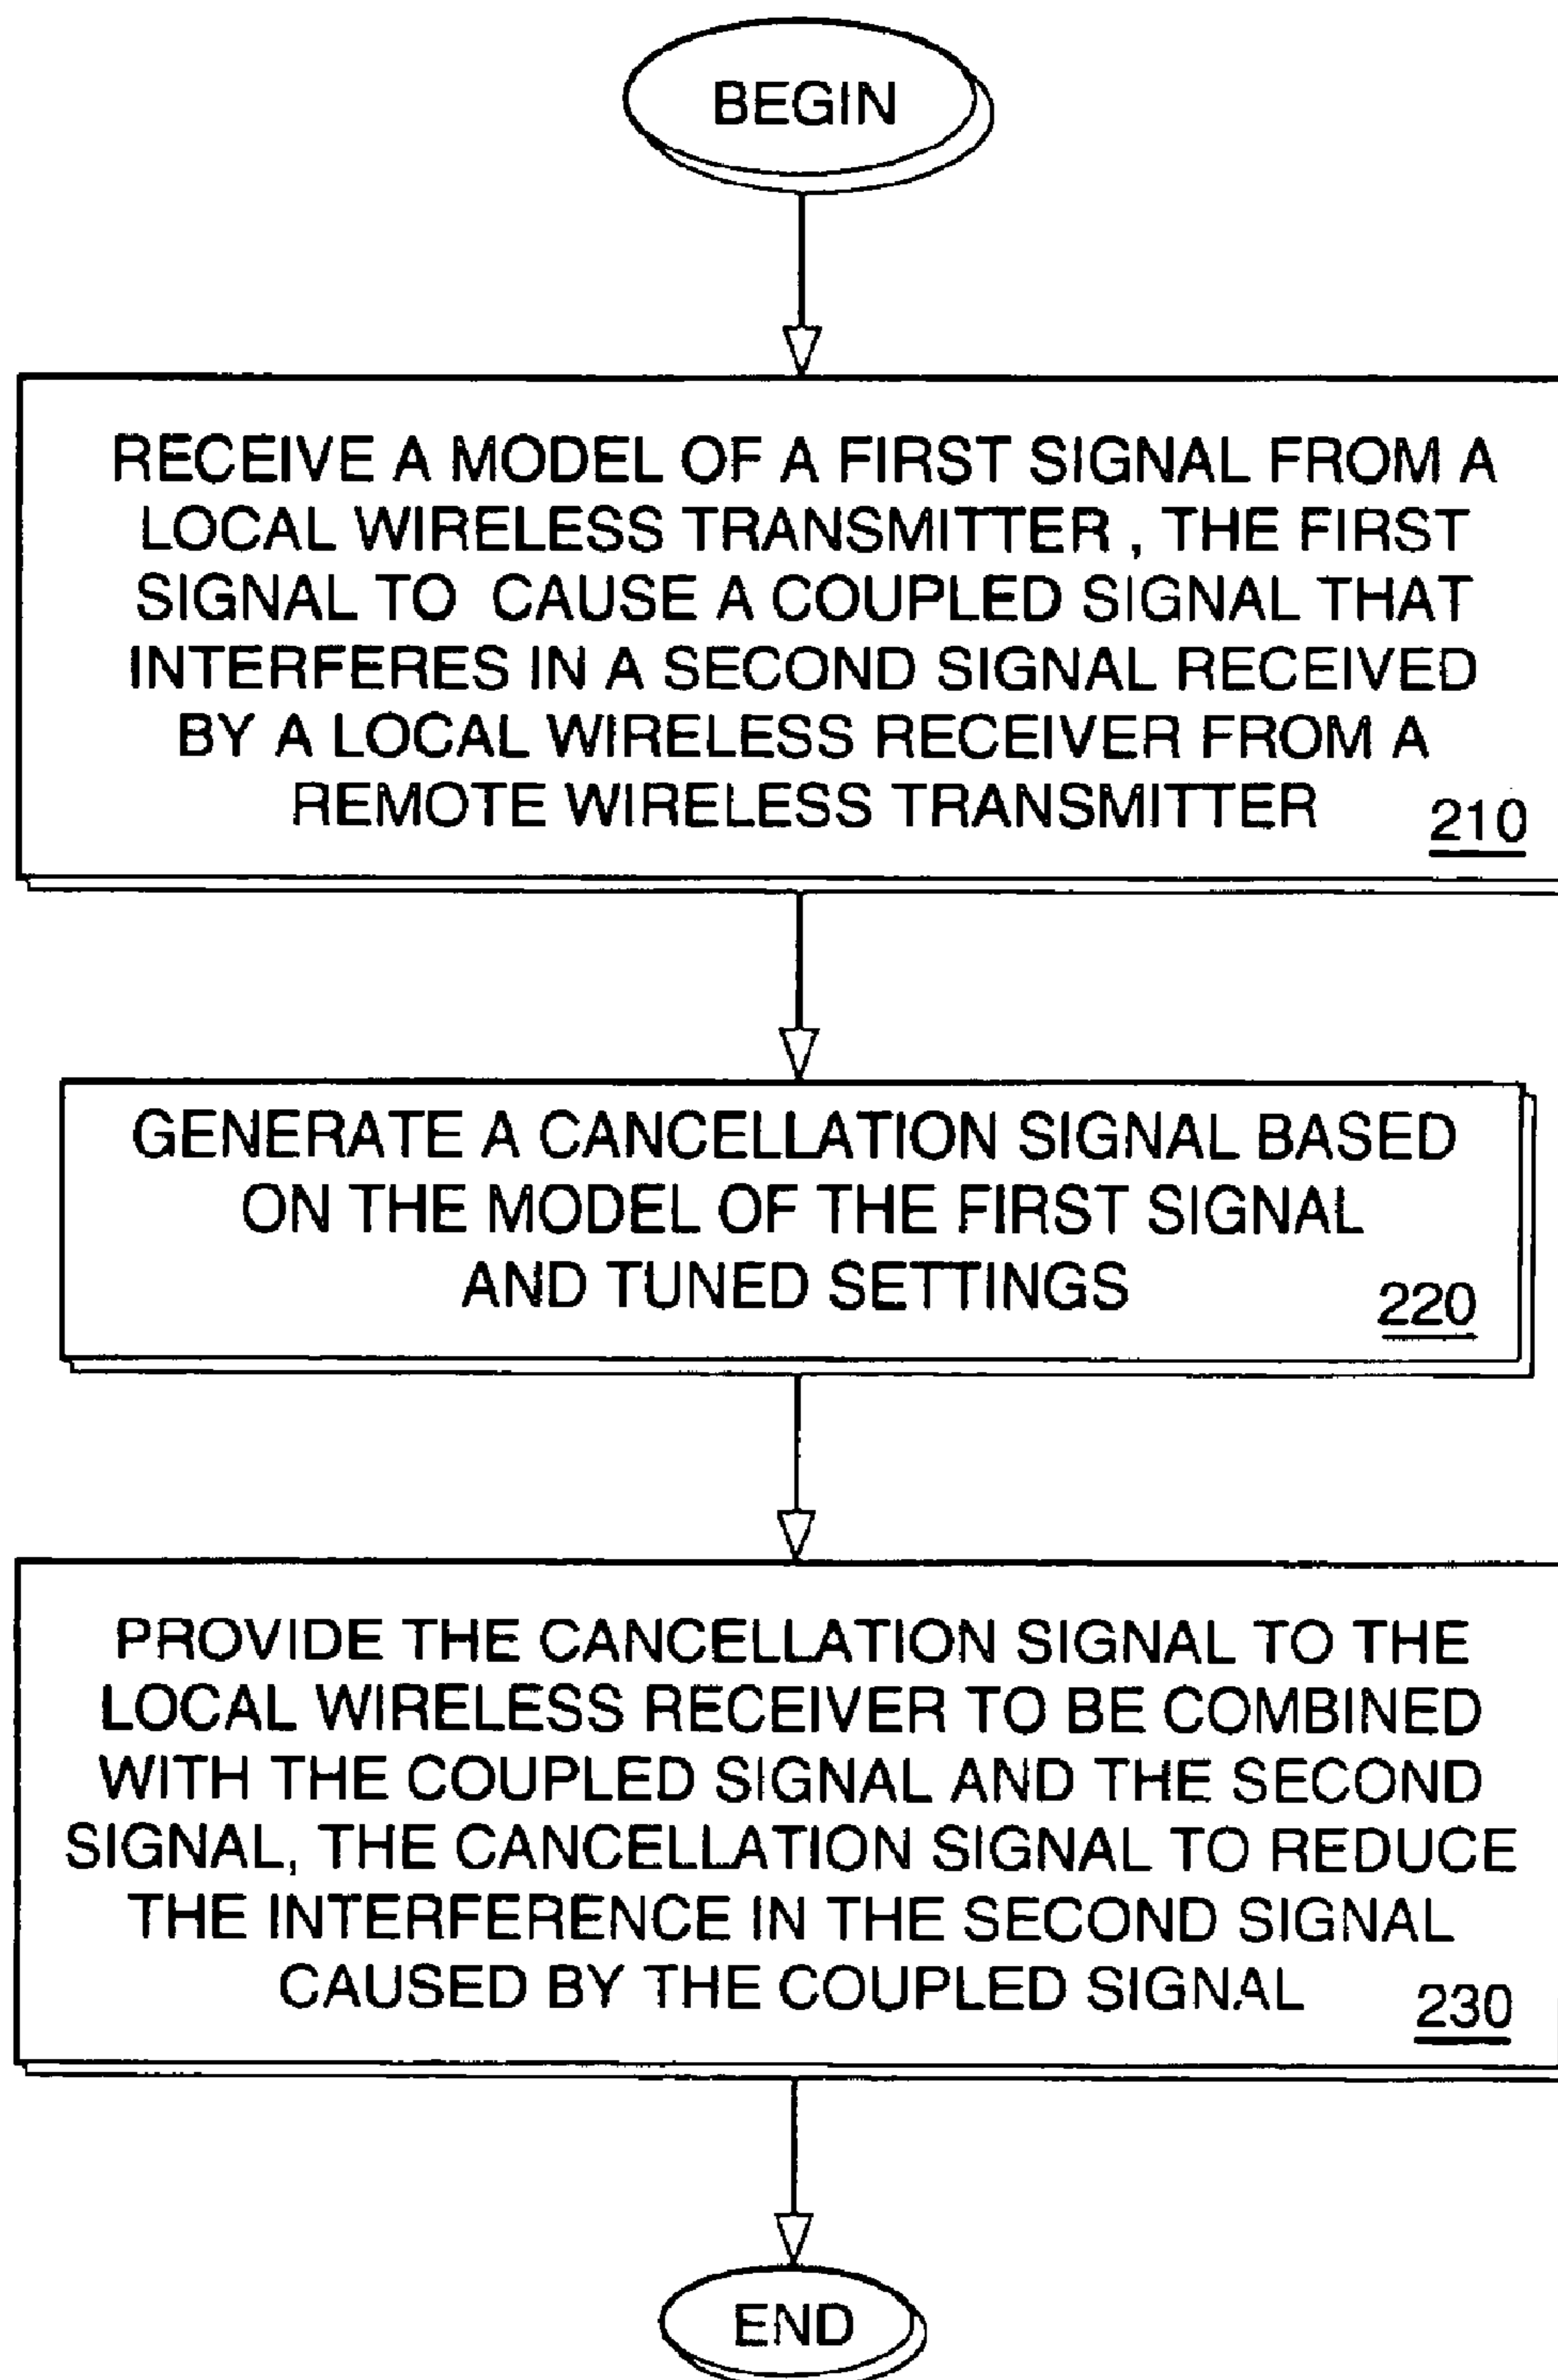 BEGIN
RECEIVE A MODEL OF A FIRST SIGNAL FROM A
LOCAL WIRELESS TRANSMITTER , THE FIRST
SIGNAL TO CAUSE A COUPLED SIGNAL THAT
INTERFERES IN A SECOND SIGNAL RECEIVED
BY A LOCAL WIRELESS RECEIVER FROM A
REMOTE WIRELESS TRANSMITTER
210
GENERATE A CANCELLATION SIGNAL BASED
ON THE MODEL OF THE FIRST SIGNAL
AND TUNED SETTINGS
220
PROVIDE THE CANCELLATION SIGNAL TO THE
LOCAL WIRELESS RECEIVER TO BE COMBINED
WITH THE COUPLED SIGNAL AND THE SECOND
SIGNAL, THE CANCELLATION SIGNAL TO REDUCE
THE INTERFERENCE IN THE SECOND SIGNAL
CAUSED BY THE COUPLED SIGNAL
230
END